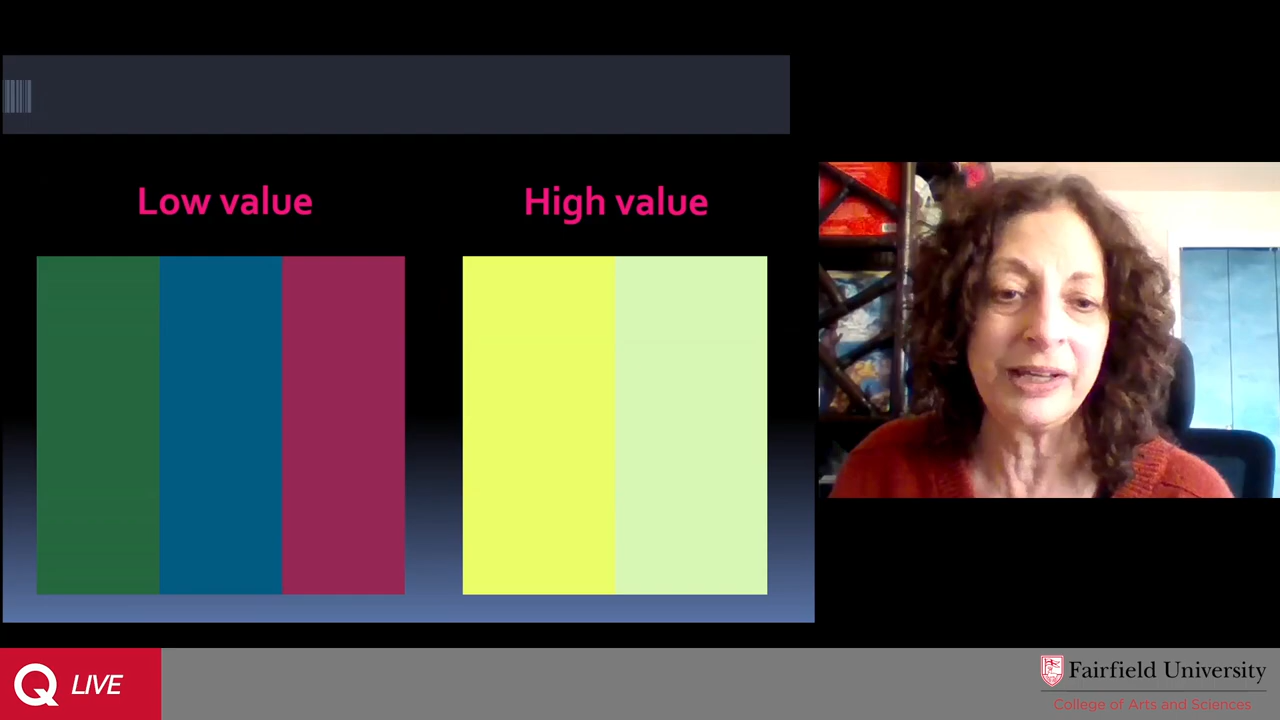 Low value
High value
Q LIVE
Fairfield University
College of Arts and Sciences